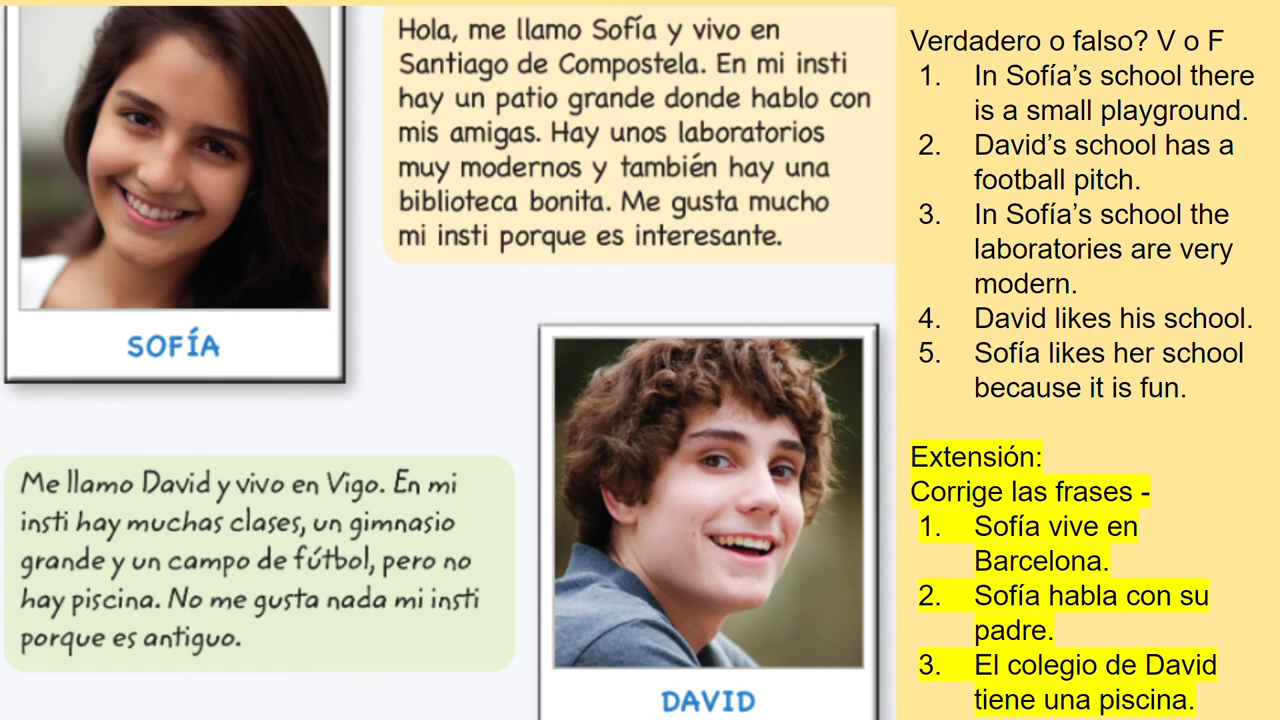 Hola, me llamo Sofía y vivo en
Santiago de Compostela. En mi insti
hay un patio grande donde hablo con
mis amigas. Hay unos laboratorios
muy modernos y también hay una
biblioteca bonita. Me gusta mucho
mi insti porque es interesante.
SOFÍA
Me llamo David y vivo en Vigo. En mi
insti hay muchas clases, un gimnasio
grande y un campo de fútbol, pero no
hay piscina. No me gusta nada mi insti
porque es antiguo.
DAVID
Verdadero o falso? V o F
1. In Sofía’s school there
is a small playground.
2. David’s school has a
football pitch.
3. In Sofía’s school the
laboratories are very
modern.
4. David likes his school.
5. Sofía likes her school
because it is fun.
Extensión:
Corrige las frases -
1. Sofía vive en
Barcelona.
2. Sofía habla con su
padre.
3. El colegio de David
tiene una piscina.